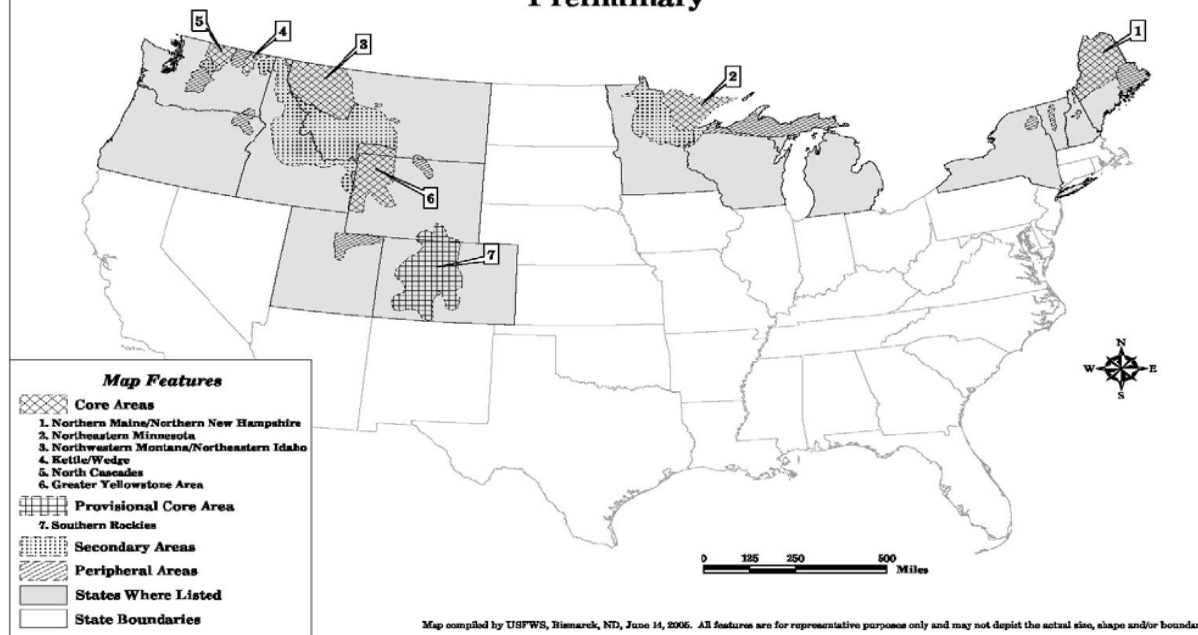 Preliminary
5
4
3
2
1
6
7
N
W E
S
Map Features
Core Areas
1. Northern Maine/Northern New Hampshire
2. Northeastern Minnesota
3. Northwestern Montana/Northeastern Idaho
4. Kettle/Wedge
5. North Cascades
6. Greater Yellowstone Area
Provisional Core Area
7. Southern Rockies
Secondary Areas
Peripheral Areas
States Where Listed
State Boundaries
0 125 250 500
Miles
Map compiled by USFWS, Bismarck, ND, June 14, 2005. All features are for representative purposes only and may not depict the actual size, shape and/or bounda